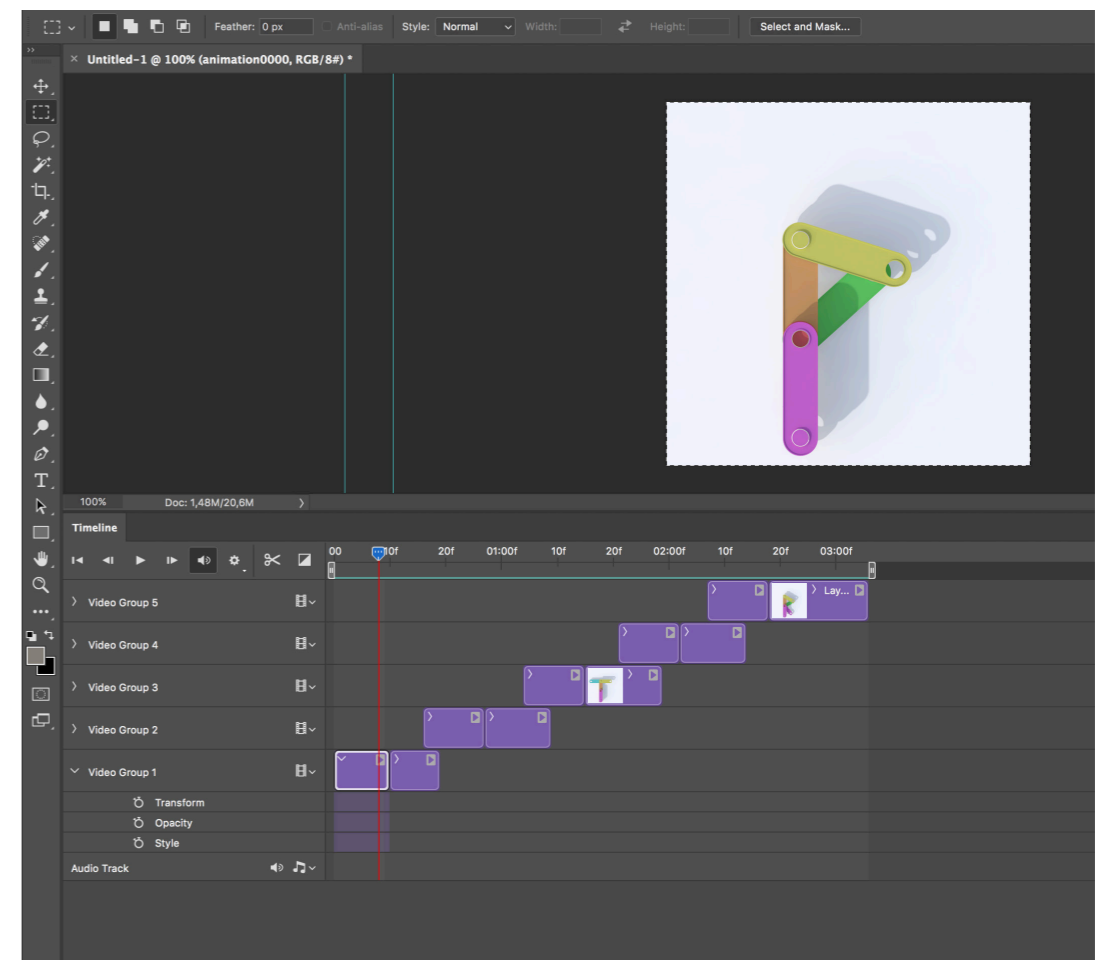 Feather: 0 px Anti-alias Style: Normal Width: Height: Select and Mask...
× Untitled-1 @ 100% (animation0000, RGB/8#) *
100% Doc: 1,48M/20,6M
Timeline
00 10f 20f 01:00f 10f 20f 02:00f 10f 20f 03:00f
Video Group 5 Lay...
Video Group 4
Video Group 3
Video Group 2
Video Group 1
Transform
Opacity
Style
Audio Track